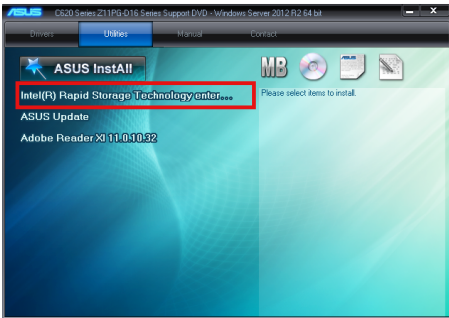 ASUS C620 Series Z11PG-D16 Series Support DVD - Windows Server 2012 R2 64 bit
Drivers Utilities Manual Contact
ASUS InstAll
MB
Intel(R) Rapid Storage Technology enter...
Please select items to install.
ASUS Update
Adobe Reader XI 11.0.10.32